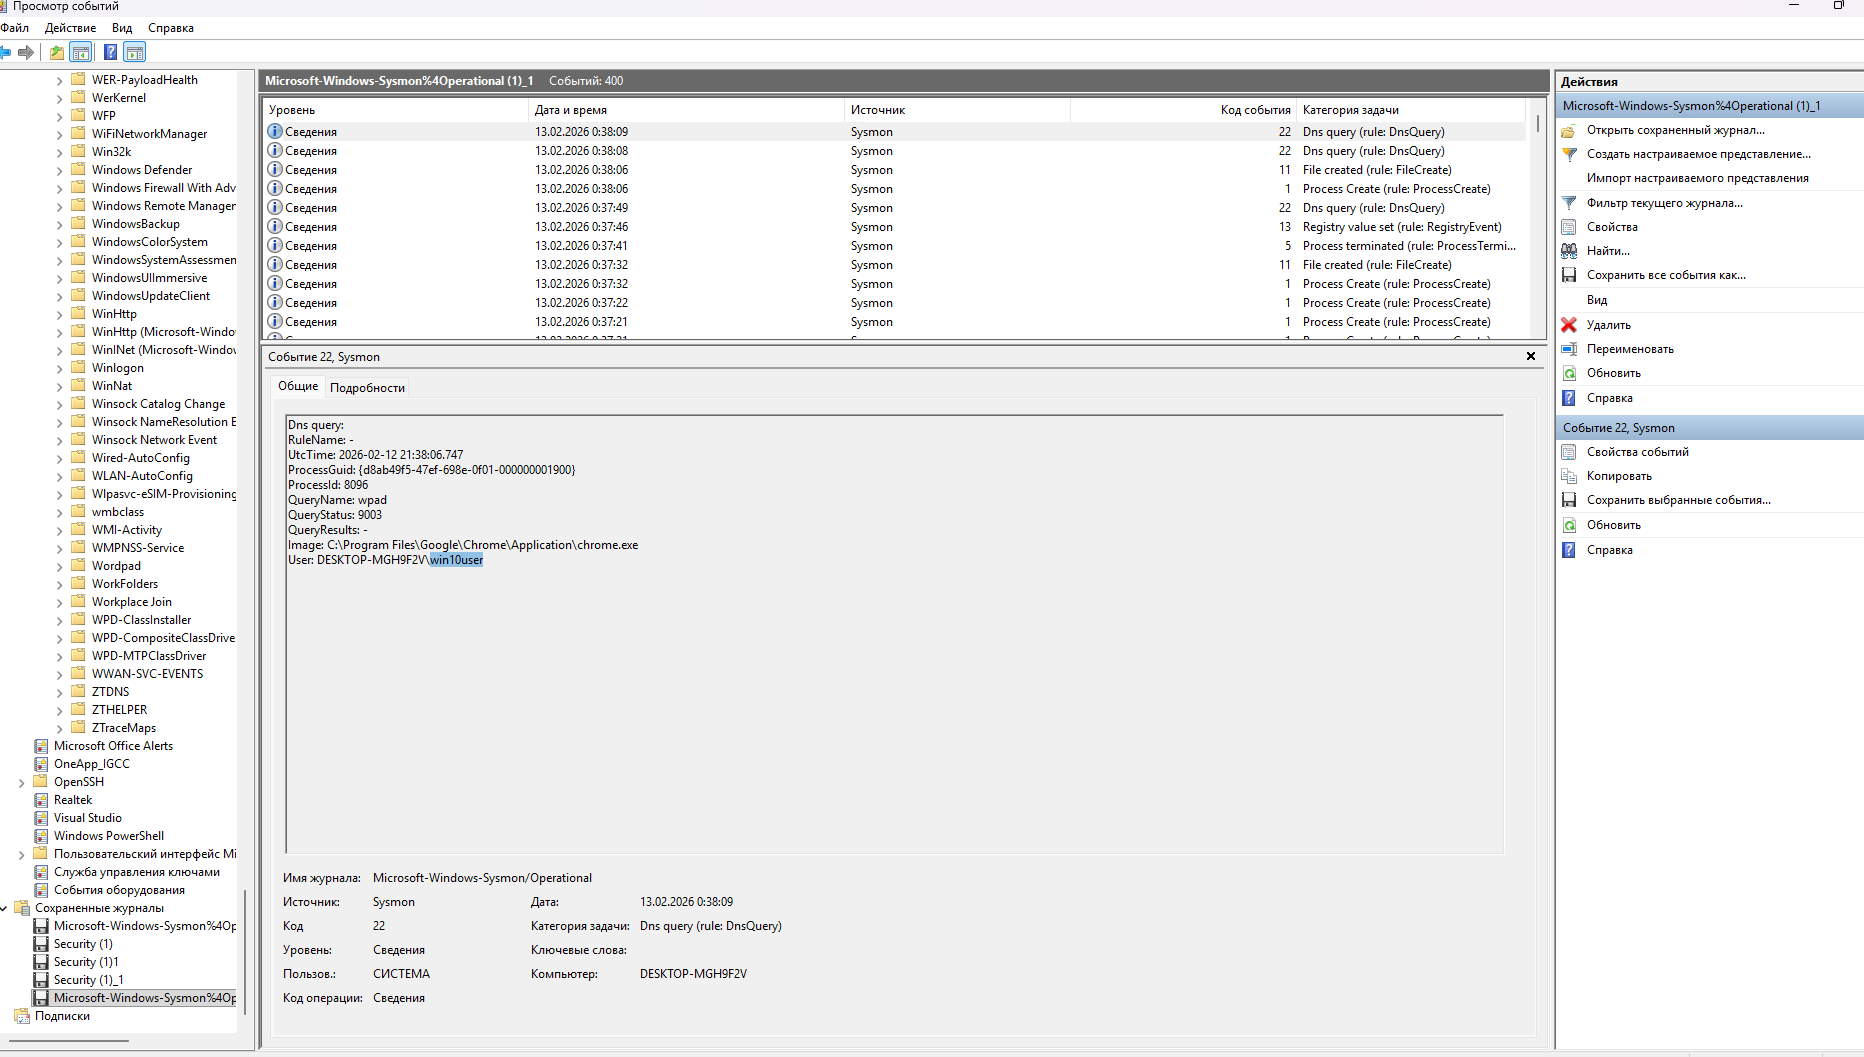 Просмотр событий
Файл Действие Вид Справка
WER-PayloadHealth
WerKernel
WFP
WiFiNetworkManager
Win32k
Windows Defender
Windows Firewall With Adv
Windows Remote Manager
WindowsBackup
WindowsColorSystem
WindowsSystemAssessmen
WindowsUIImmersive
WindowsUpdateClient
WinHttp
WinHttp (Microsoft-Windo
WinINet (Microsoft-Windov
Winlogon
WinNat
Winsock Catalog Change
Winsock NameResolution E
Winsock Network Event
Wired-AutoConfig
WLAN-AutoConfig
Wlpasvc-eSIM-Provisioning
wmbclass
WMI-Activity
WMPNSS-Service
Wordpad
WorkFolders
Workplace Join
WPD-ClassInstaller
WPD-CompositeClassDrive
WPD-MTPClassDriver
WWAN-SVC-EVENTS
ZTDNS
ZTHELPER
ZTraceMaps
Microsoft Office Alerts
OneApp_IGCC
OpenSSH
Realtek
Visual Studio
Windows PowerShell
Пользовательский интерфейс Mi
Служба управления ключами
События оборудования
Сохраненные журналы
Microsoft-Windows-Sysmon%4Op
Security (1)
Security (1)1
Security (1)_1
Microsoft-Windows-Sysmon%4Op
Подписки
Microsoft-Windows-Sysmon%4Operational (1)_1 Событий: 400
Уровень Дата и время Источник Код события Категория задачи
Сведения 13.02.2026 0:38:09 Sysmon 22 Dns query (rule: DnsQuery)
Сведения 13.02.2026 0:38:08 Sysmon 22 Dns query (rule: DnsQuery)
Сведения 13.02.2026 0:38:06 Sysmon 11 File created (rule: FileCreate)
Сведения 13.02.2026 0:38:06 Sysmon 1 Process Create (rule: ProcessCreate)
Сведения 13.02.2026 0:37:49 Sysmon 22 Dns query (rule: DnsQuery)
Сведения 13.02.2026 0:37:46 Sysmon 13 Registry value set (rule: RegistryEvent)
Сведения 13.02.2026 0:37:41 Sysmon 5 Process terminated (rule: ProcessTermi...
Сведения 13.02.2026 0:37:32 Sysmon 11 File created (rule: FileCreate)
Сведения 13.02.2026 0:37:32 Sysmon 1 Process Create (rule: ProcessCreate)
Сведения 13.02.2026 0:37:22 Sysmon 1 Process Create (rule: ProcessCreate)
Сведения 13.02.2026 0:37:21 Sysmon 1 Process Create (rule: ProcessCreate)
Событие 22, Sysmon
Общие Подробности
Dns query:
RuleName: -
UtcTime: 2026-02-12 21:38:06.747
ProcessGuid: {d8ab49f5-47ef-698e-0f01-000000001900}
ProcessId: 8096
QueryName: wpad
QueryStatus: 9003
QueryResults: -
Image: C:\Program Files\Google\Chrome\Application\chrome.exe
User: DESKTOP-MGH9F2V\win10user
Имя журнала: Microsoft-Windows-Sysmon/Operational
Источник: Sysmon Дата: 13.02.2026 0:38:09
Код 22 Категория задачи: Dns query (rule: DnsQuery)
Уровень: Сведения Ключевые слова:
Пользов.: СИСТЕМА Компьютер: DESKTOP-MGH9F2V
Код операции: Сведения
Действия
Microsoft-Windows-Sysmon%4Operational (1)_1
Открыть сохраненный журнал...
Создать настраиваемое представление...
Импорт настраиваемого представления
Фильтр текущего журнала...
Свойства
Найти...
Сохранить все события как...
Вид
Удалить
Переименовать
Обновить
Справка
Событие 22, Sysmon
Свойства событий
Копировать
Сохранить выбранные события...
Обновить
Справка